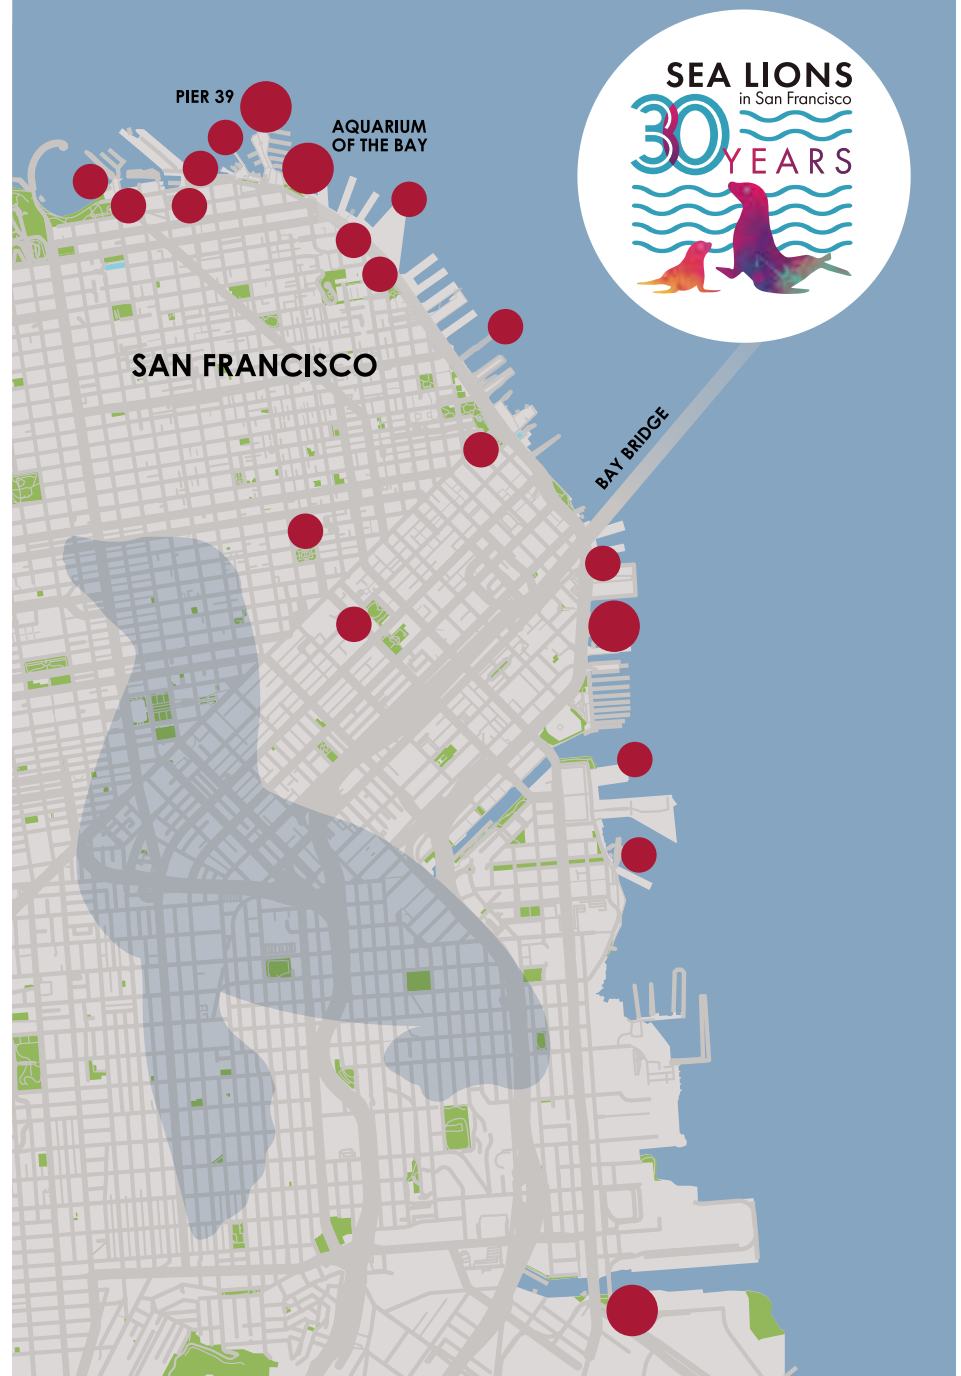 SEA LIONS
in San Francisco
30
YEARS
PIER 39
AQUARIUM
OF THE BAY
SAN FRANCISCO
BAY BRIDGE